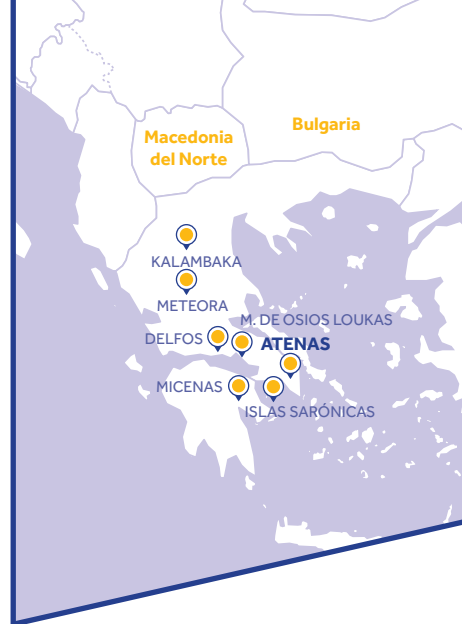 Bulgaria
Macedonia
del Norte
KALAMBAKA
METEORA
M. DE OSIOS LOUKAS
DELFOS
ATENAS
MICENAS
ISLAS SARÓNICAS